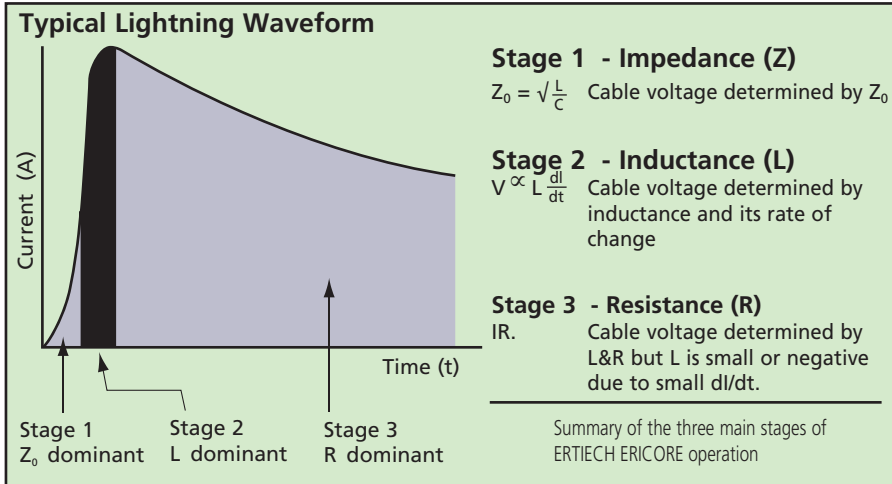 Typical Lightning Waveform
Current (A)
Time (t)
Stage 1
Z₀ dominant
Stage 2
L dominant
Stage 3
R dominant
Stage 1 - Impedance (Z)
Z₀ = √L/C Cable voltage determined by Z₀
Stage 2 - Inductance (L)
V ∝ L dI/dt Cable voltage determined by
inductance and its rate of
change
Stage 3 - Resistance (R)
IR. Cable voltage determined by
L&R but L is small or negative
due to small dI/dt.
Summary of the three main stages of
ERTIECH ERICORE operation